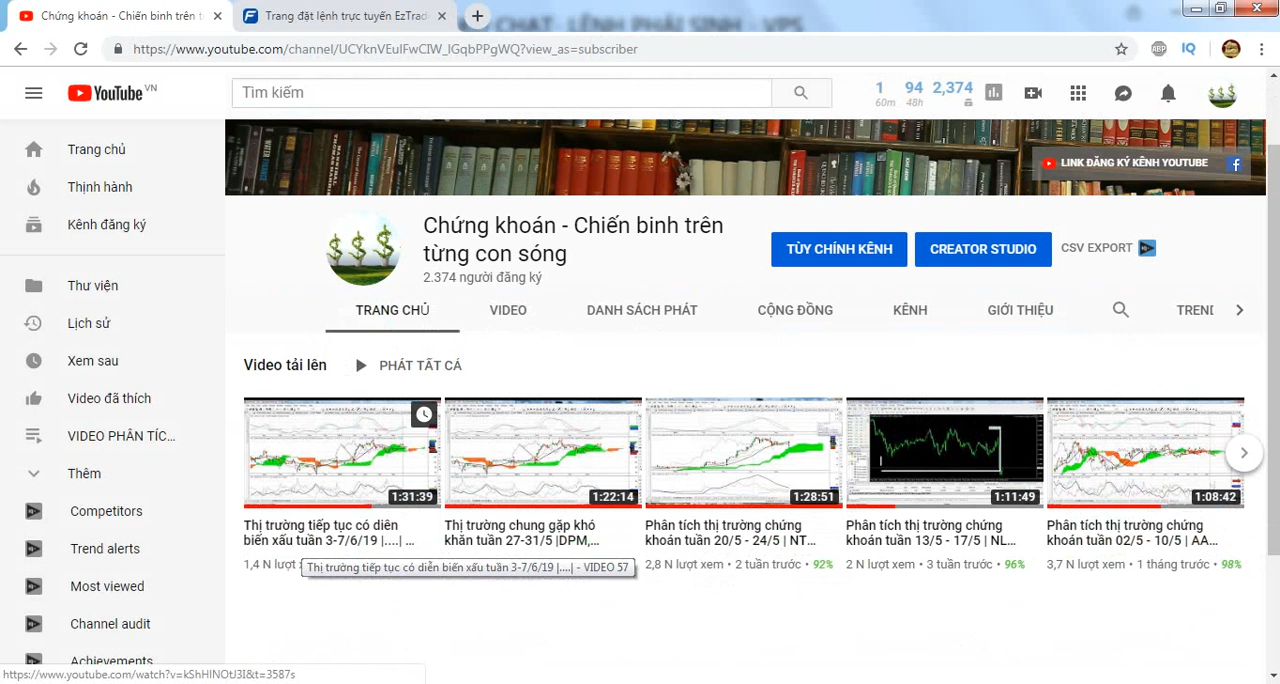 CHAT - LỆNH PHÁI SINH - VPS
Chứng khoán - Chiến binh trên t
Trang đặt lệnh trực tuyến EzTrad
https://www.youtube.com/channel/UCYknVEulFwCIW_IGqbPPgWQ?view_as=subscriber
ABP
IQ
YouTube VN
Tìm kiếm
1 94 2,374
60m 48h
Trang chủ
Thịnh hành
Kênh đăng ký
Thư viện
Lịch sử
Xem sau
Video đã thích
VIDEO PHÂN TÍC...
Thêm
Competitors
Trend alerts
Most viewed
Channel audit
Achievements
LINK ĐĂNG KÝ KÊNH YOUTUBE
Chứng khoán - Chiến binh trên
từng con sóng
2.374 người đăng ký
TÙY CHỈNH KÊNH
CREATOR STUDIO
CSV EXPORT
TRANG CHỦ VIDEO DANH SÁCH PHÁT CỘNG ĐỒNG KÊNH GIỚI THIỆU TREND
Video tải lên
PHÁT TẤT CẢ
1:31:39
Thị trường tiếp tục có diễn
biến xấu tuần 3-7/6/19 |....| ...
1,4 N lượt
Thị trường tiếp tục có diễn biến xấu tuần 3-7/6/19 |....| - VIDEO 57
1:22:14
Thị trường chung gặp khó
khăn tuần 27-31/5 |DPM,...
1:28:51
Phân tích thị trường chứng
khoán tuần 20/5 - 24/5 | NT...
2,8 N lượt xem • 2 tuần trước • 92%
1:11:49
Phân tích thị trường chứng
khoán tuần 13/5 - 17/5 | NL...
2 N lượt xem • 3 tuần trước • 96%
1:08:42
Phân tích thị trường chứng
khoán tuần 02/5 - 10/5 | AA...
3,7 N lượt xem • 1 tháng trước • 98%
https://www.youtube.com/watch?v=kShHlNOtJ3I&t=3587s